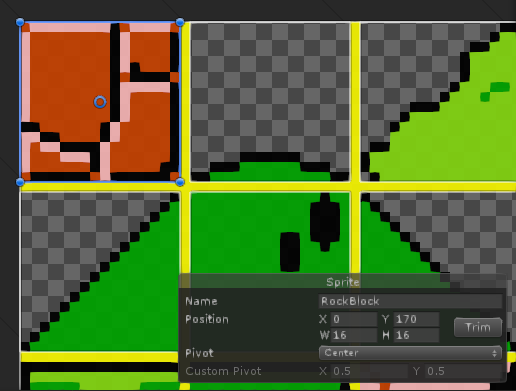 Sprite
Name RockBlock
Position X 0 Y 170
W 16 H 16
Trim
Pivot Center
Custom Pivot X 0.5 Y 0.5